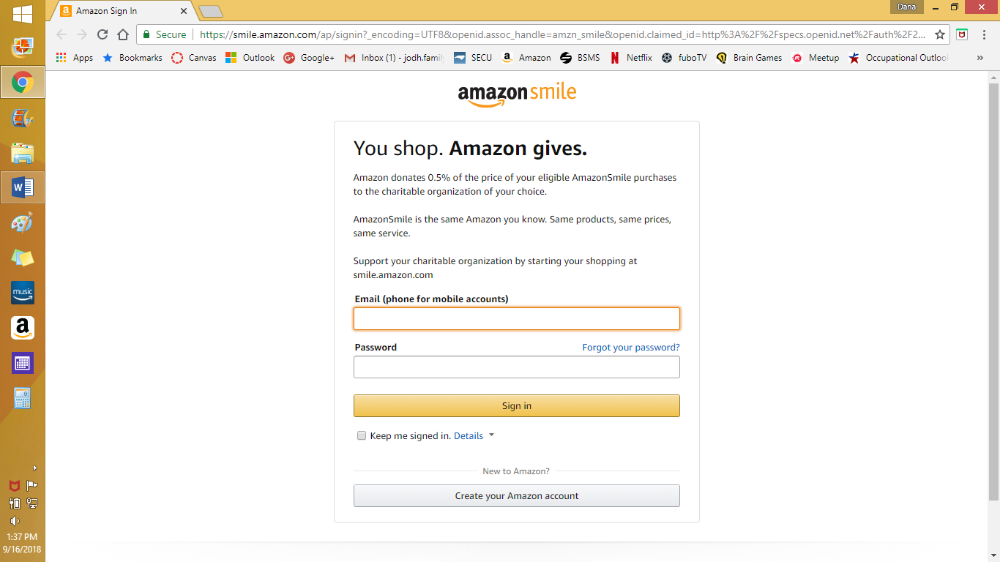 Amazon Sign In
Dana
Secure https://smile.amazon.com/ap/signin?_encoding=UTF8&openid.assoc_handle=amzn_smile&openid.claimed_id=http%3A%2F%2Fspecs.openid.net%2Fauth%2F2...
Apps Bookmarks Canvas Outlook Google+ Inbox (1) - jodh.family SECU Amazon BSMS Netflix fuboTV Brain Games Meetup Occupational Outloo »
amazonsmile
You shop. Amazon gives.
Amazon donates 0.5% of the price of your eligible AmazonSmile purchases
to the charitable organization of your choice.
AmazonSmile is the same Amazon you know. Same products, same prices,
same service.
Support your charitable organization by starting your shopping at
smile.amazon.com
Email (phone for mobile accounts)
Password Forgot your password?
Sign in
Keep me signed in. Details
New to Amazon?
Create your Amazon account
W
music
a
0
1:37 PM
9/16/2018